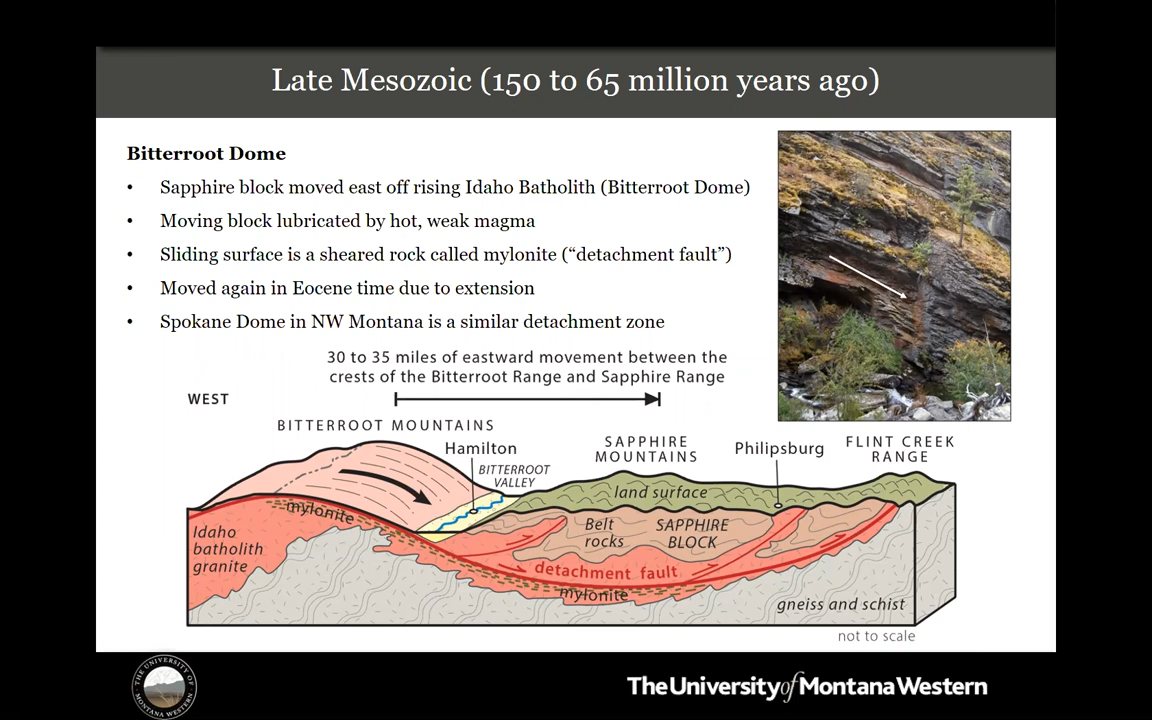 Late Mesozoic (150 to 65 million years ago)
Bitterroot Dome
• Sapphire block moved east off rising Idaho Batholith (Bitterroot Dome)
• Moving block lubricated by hot, weak magma
• Sliding surface is a sheared rock called mylonite (“detachment fault”)
• Moved again in Eocene time due to extension
• Spokane Dome in NW Montana is a similar detachment zone
30 to 35 miles of eastward movement between the
crests of the Bitterroot Range and Sapphire Range
WEST
BITTERROOT MOUNTAINS
Hamilton
BITTERROOT
VALLEY
SAPPHIRE
MOUNTAINS
Philipsburg
FLINT CREEK
RANGE
land surface
mylonite
Idaho
batholith
granite
Belt
rocks
SAPPHIRE
BLOCK
detachment fault
mylonite
gneiss and schist
not to scale
THE UNIVERSITY OF
MONTANA WESTERN
The University of Montana Western